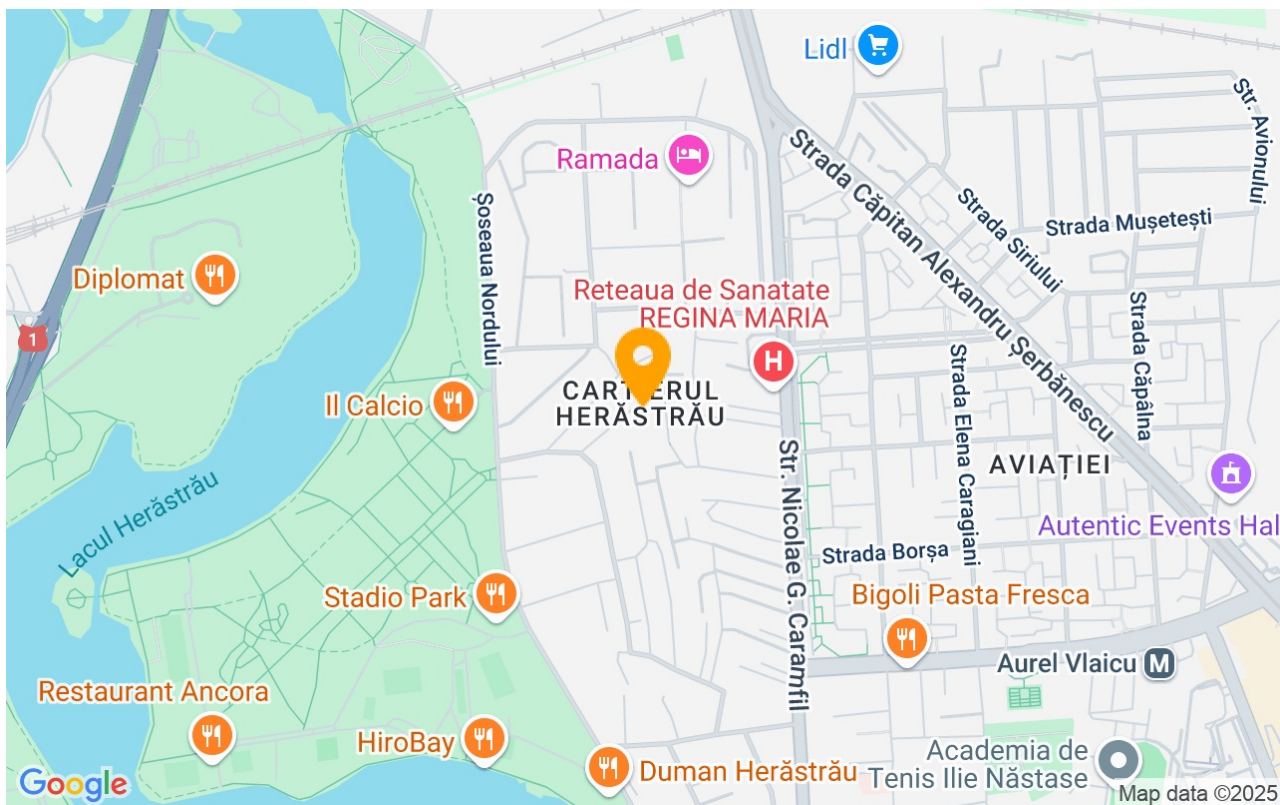 Lidl
Str. Avionului
Ramada
Strada Căpitan Alexandru Șerbănescu
Strada Siriului
Strada Mușetești
Șoseaua Nordului
Diplomat
Reteaua de Sanatate
REGINA MARIA
H
1
Strada Căpâlna
Strada Elena Caragiani
CARTIERUL
HERĂSTRĂU
Il Calcio
Str. Nicolae G. Caramfil
AVIAȚIEI
Lacul Herăstrău
Autentic Events Hal
Strada Borșa
Stadio Park
Bigoli Pasta Fresca
Aurel Vlaicu M
Restaurant Ancora
HiroBay
Duman Herăstrău
Academia de
Tenis Ilie Năstase
Google
Map data ©2025